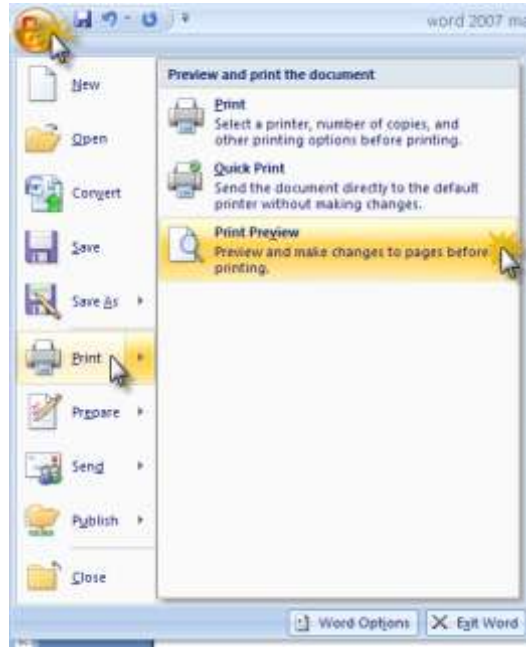 word 2007 ma
New
Open
Convert
Save
Save As
Print
Prepare
Send
Publish
Close
Preview and print the document
Print
Select a printer, number of copies, and
other printing options before printing.
Quick Print
Send the document directly to the default
printer without making changes.
Print Preview
Preview and make changes to pages before
printing.
Word Options
Exit Word